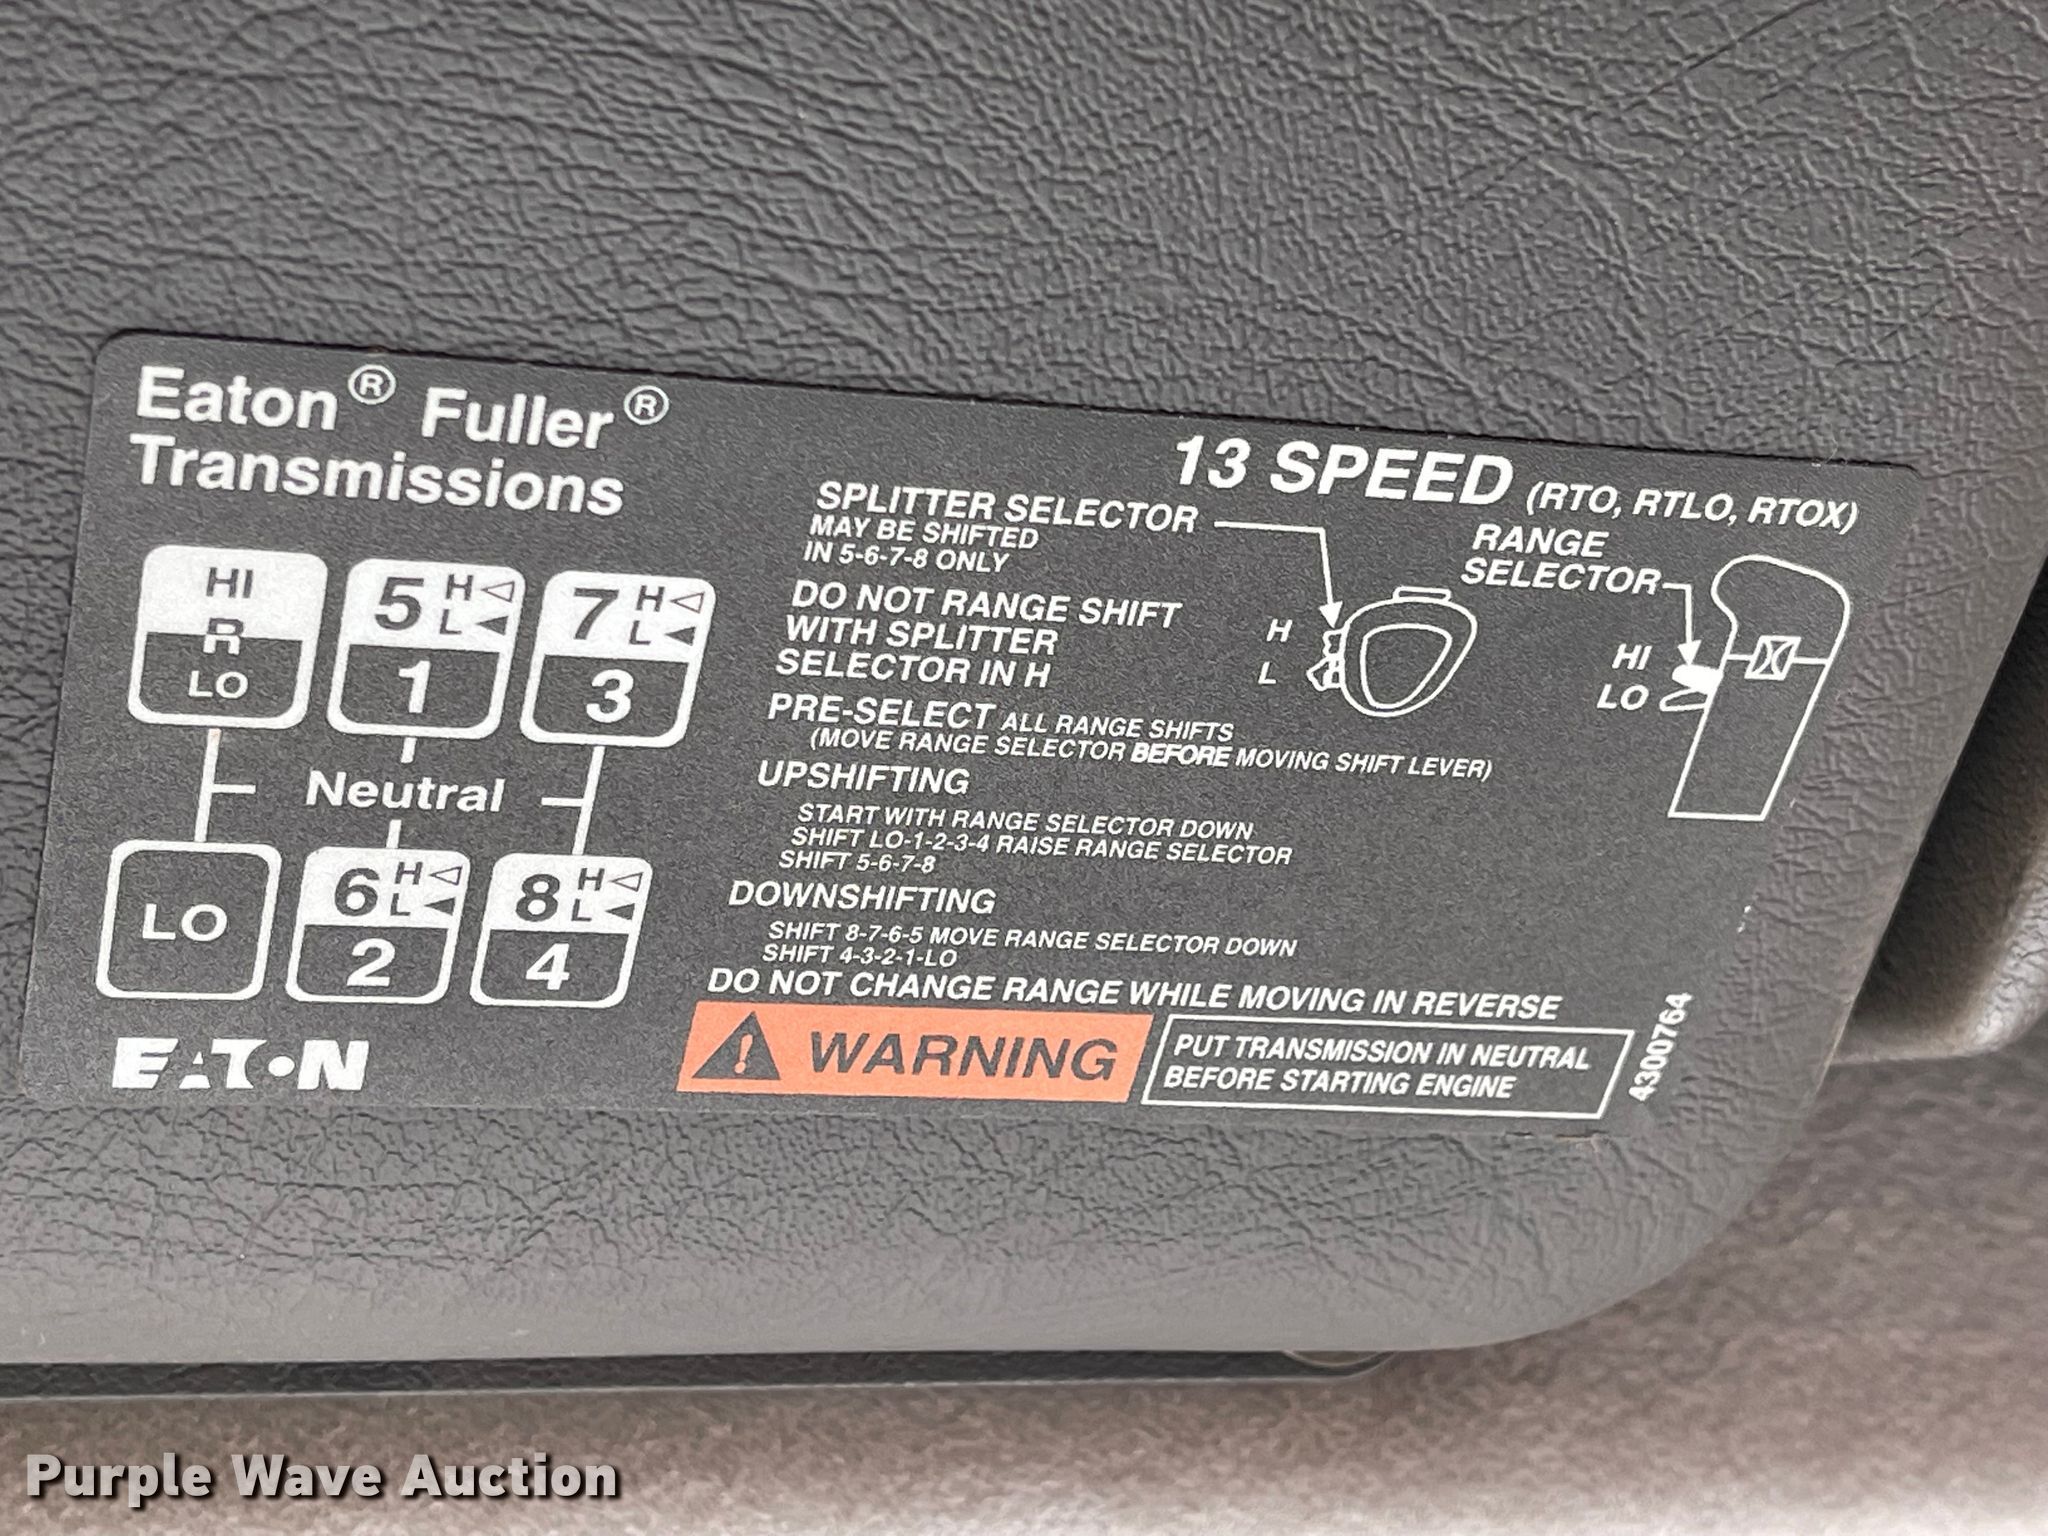 Eaton® Fuller®
Transmissions
13 SPEED (RTO, RTLO, RTOX)
HI
R
LO
5 H L
1
7 H L
3
Neutral
LO
6 H L
2
8 H L
4
EATON
SPLITTER SELECTOR
MAY BE SHIFTED
IN 5-6-7-8 ONLY
DO NOT RANGE SHIFT
WITH SPLITTER
SELECTOR IN H
H
L
RANGE
SELECTOR
HI
LO
PRE-SELECT ALL RANGE SHIFTS
(MOVE RANGE SELECTOR BEFORE MOVING SHIFT LEVER)
UPSHIFTING
START WITH RANGE SELECTOR DOWN
SHIFT LO-1-2-3-4 RAISE RANGE SELECTOR
SHIFT 5-6-7-8
DOWNSHIFTING
SHIFT 8-7-6-5 MOVE RANGE SELECTOR DOWN
SHIFT 4-3-2-1-LO
DO NOT CHANGE RANGE WHILE MOVING IN REVERSE
! WARNING
PUT TRANSMISSION IN NEUTRAL
BEFORE STARTING ENGINE
4300764
Purple Wave Auction